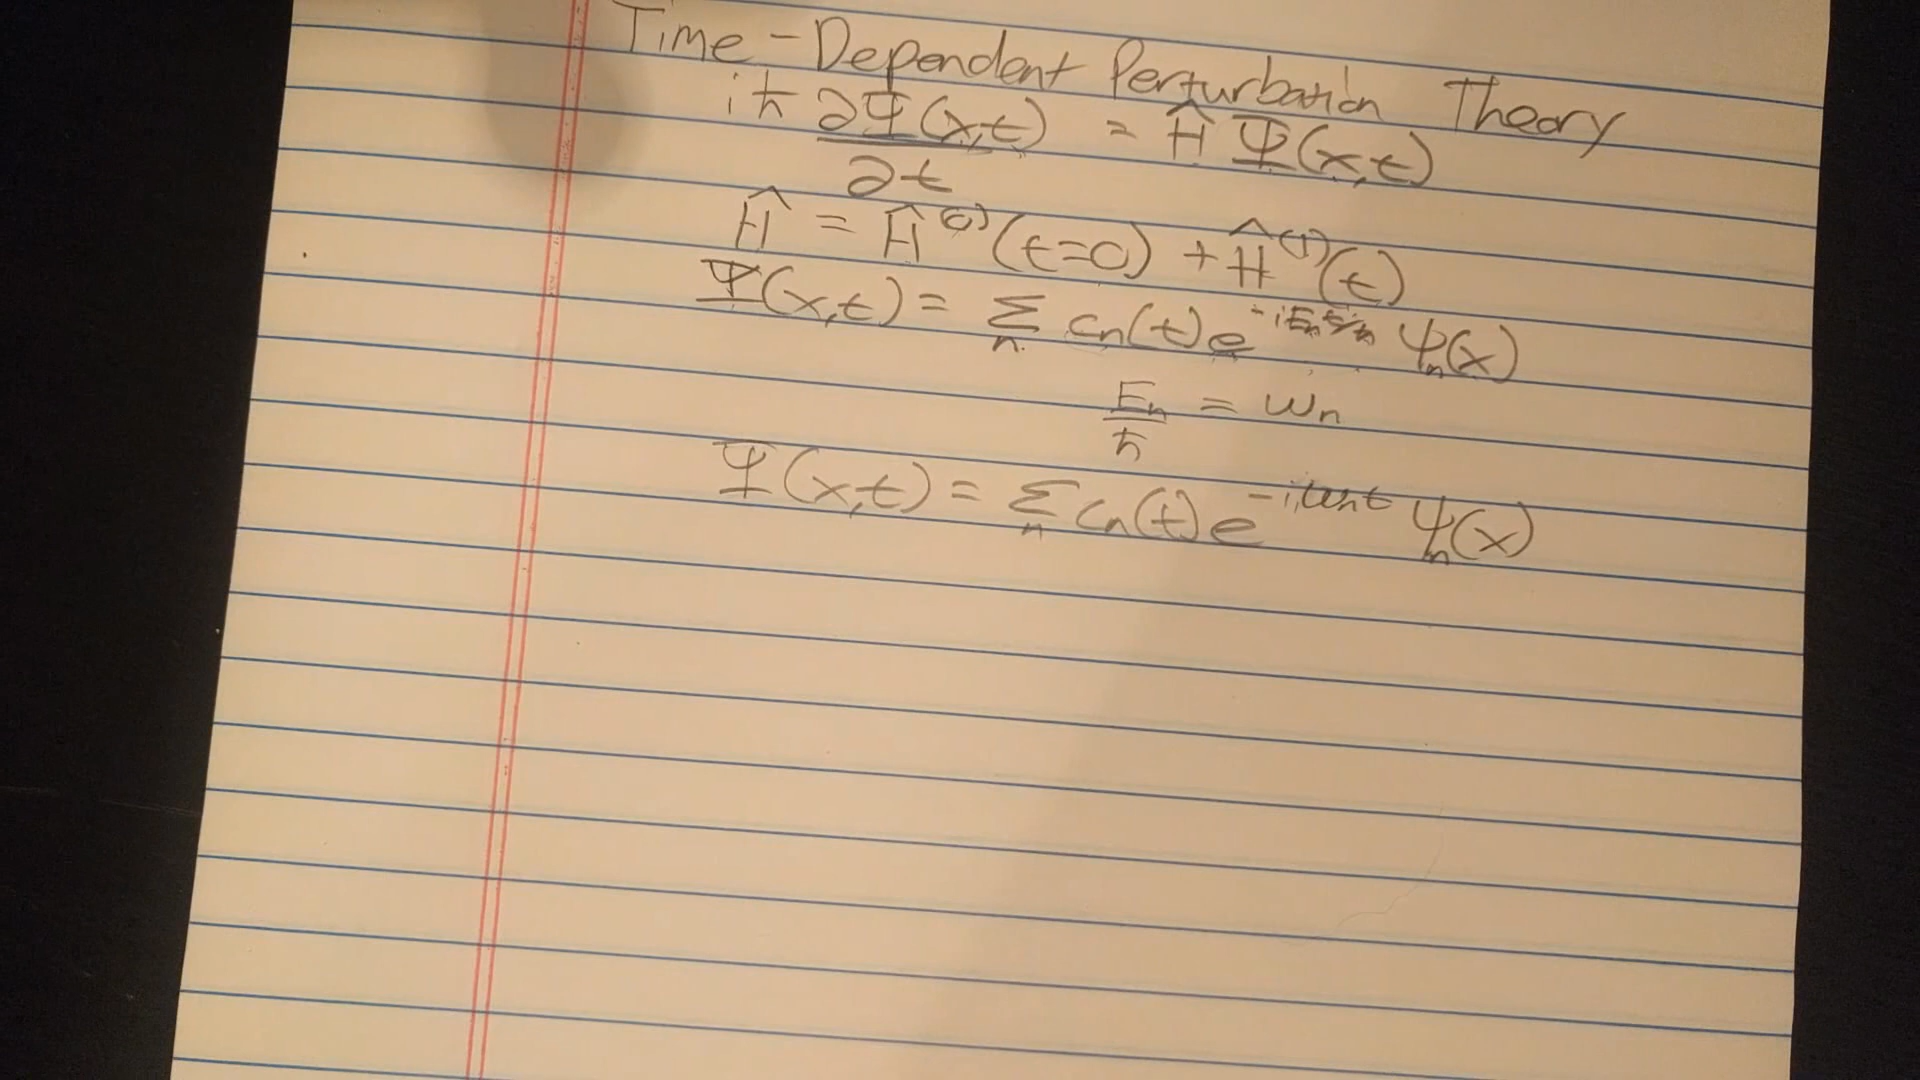 Time-Dependent Perturbation Theory
iħ ∂Ψ(x,t)/∂t = Ĥ Ψ(x,t)
Ĥ = Ĥ⁽⁰⁾(t=0) + Ĥ⁽¹⁾(t)
Ψ(x,t) = Σₙ cₙ(t) e^(-iEₙt/ħ) ψₙ(x)
Eₙ/ħ = ωₙ
Ψ(x,t) = Σₙ cₙ(t) e^(-iωₙt) ψₙ(x)